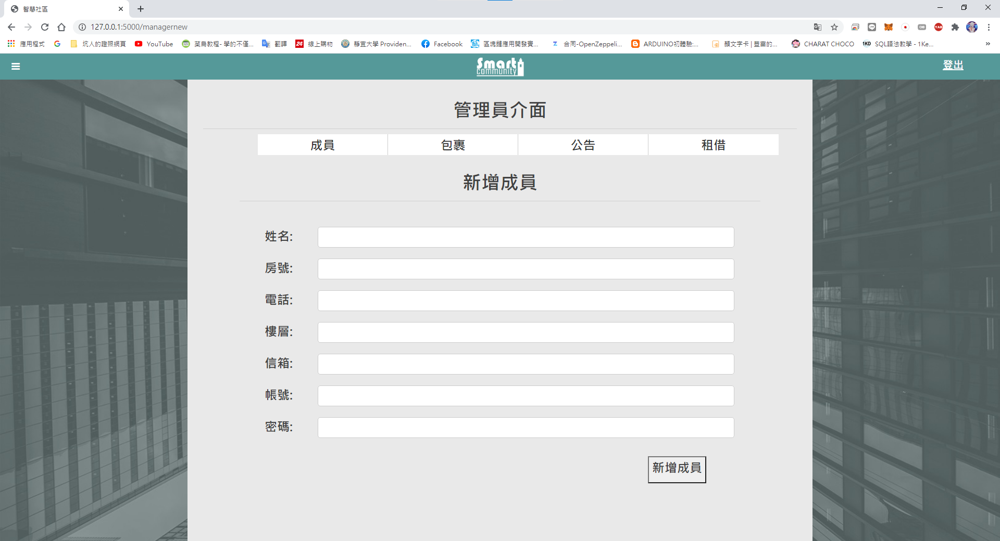 智慧社區
127.0.0.1:5000/managernew
應用程式 坑人的證照網頁 YouTube 菜鳥教程- 學的不僅... 翻譯 24 線上購物 靜宜大學 Providen... Facebook 區塊鏈應用開發實... Z 合同-OpenZeppeli... ARDUINO初體驗:... 顏文字卡 | 豐富的... CHARAT CHOCO 1KD SQL語法教學 - 1Ke... »
Smart
community
登出
管理員介面
成員 包裹 公告 租借
新增成員
姓名:
房號:
電話:
樓層:
信箱:
帳號:
密碼:
新增成員